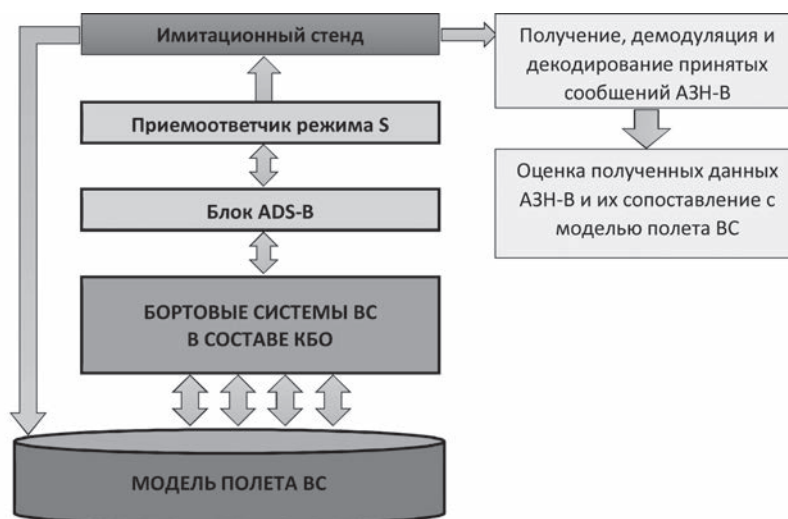 Имитационный стенд
Приемоответчик режима S
Блок ADS-B
БОРТОВЫЕ СИСТЕМЫ ВС
В СОСТАВЕ КБО
МОДЕЛЬ ПОЛЕТА ВС
Получение, демодуляция и
декодирование принятых
сообщений АЗН-В
Оценка полученных данных
АЗН-В и их сопоставление с
моделью полета ВС